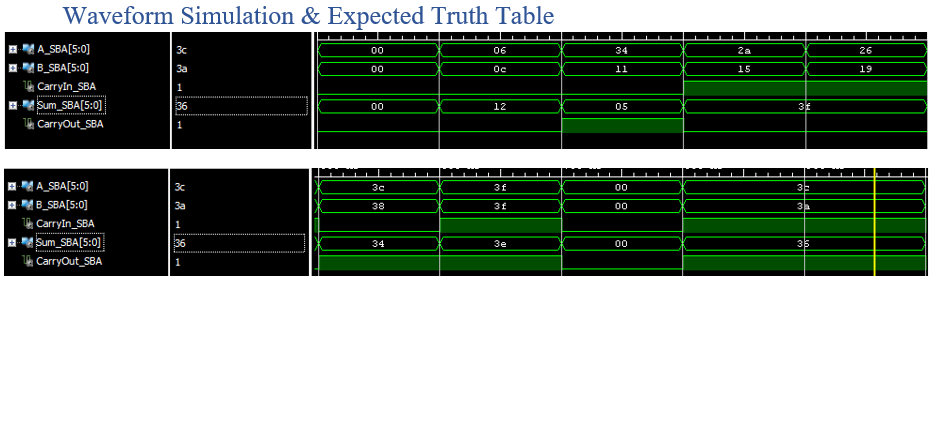 Waveform Simulation & Expected Truth Table
A_SBA[5:0] 3c 00 06 34 2a 26
B_SBA[5:0] 3a 00 0c 11 15 19
CarryIn_SBA 1
Sum_SBA[5:0] 36 00 12 05 3f
CarryOut_SBA 1
A_SBA[5:0] 3c 3c 3f 00 3c
B_SBA[5:0] 3a 38 3f 00 3a
CarryIn_SBA 1
Sum_SBA[5:0] 36 34 3e 00 36
CarryOut_SBA 1